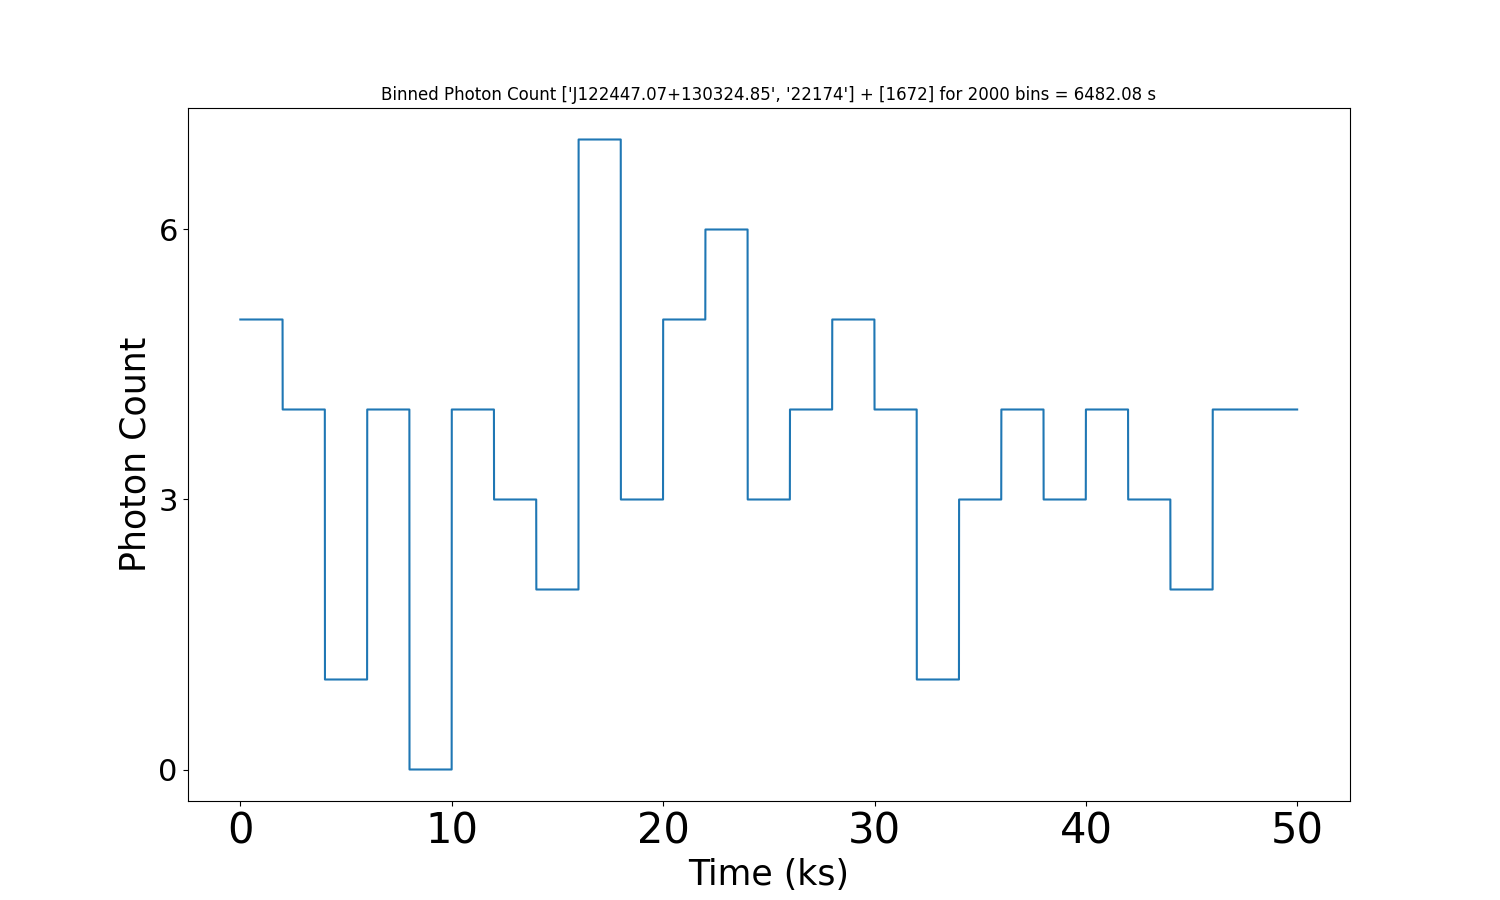 Binned Photon Count ['J122447.07+130324.85', '22174'] + [1672] for 2000 bins = 6482.08 s
Photon Count
6
3
0
0 10 20 30 40 50
Time (ks)